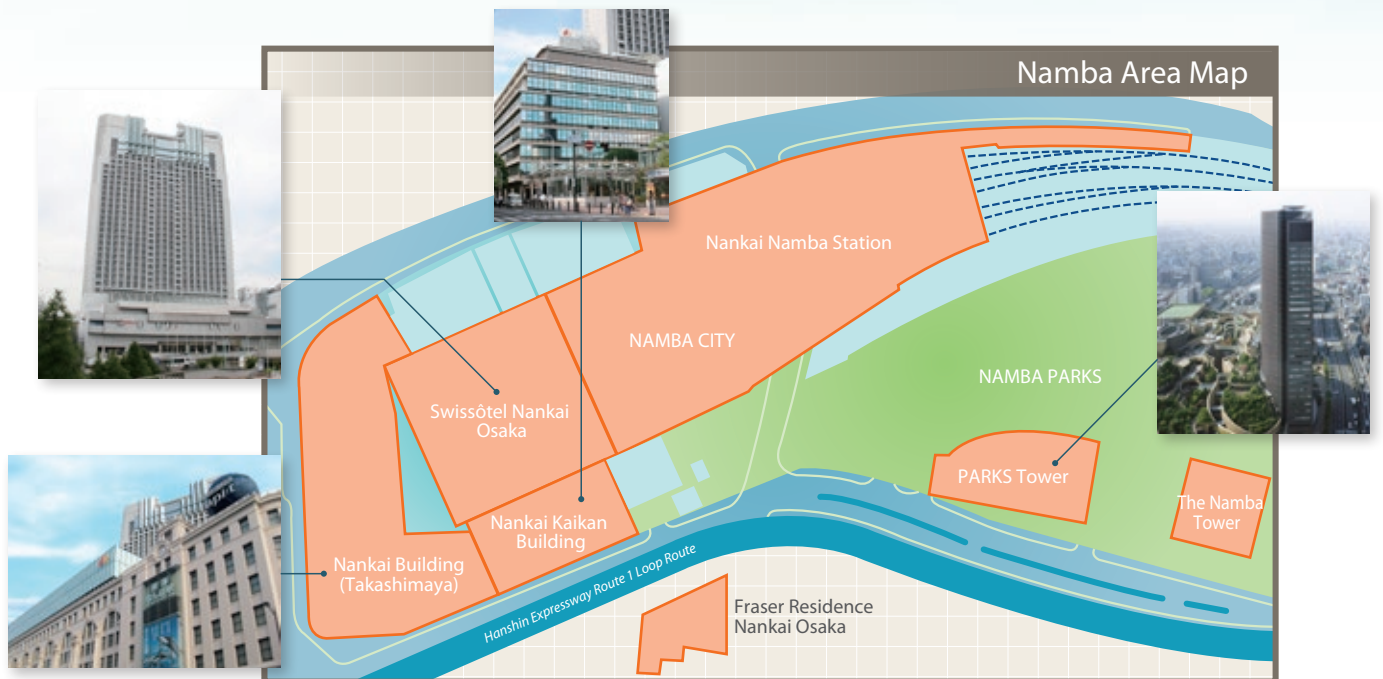 Namba Area Map
Nankai Namba Station
NAMBA CITY
NAMBA PARKS
Swissôtel Nankai
Osaka
PARKS Tower
The Namba
Tower
Nankai Kaikan
Building
Nankai Building
(Takashimaya)
Hanshin Expressway Route 1 Loop Route
Fraser Residence
Nankai Osaka